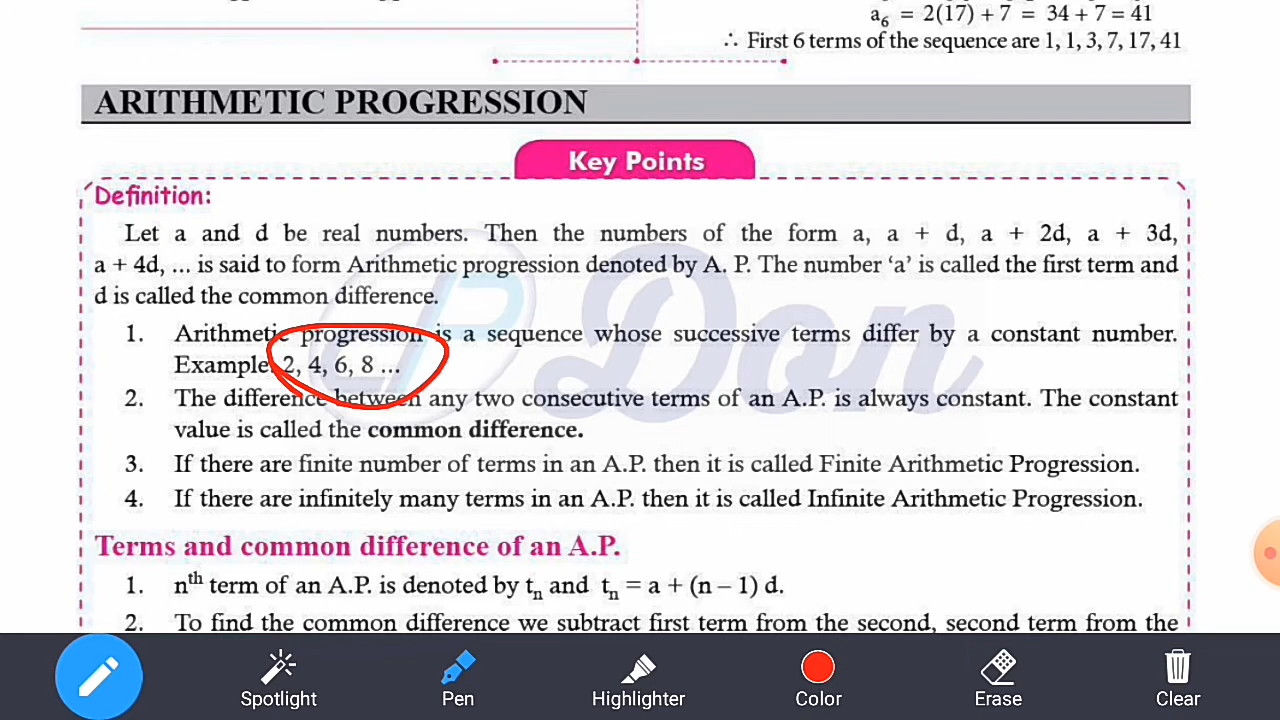 a₆ = 2(17) + 7 = 34 + 7 = 41
∴ First 6 terms of the sequence are 1, 1, 3, 7, 17, 41
ARITHMETIC PROGRESSION
Key Points
Definition:
Let a and d be real numbers. Then the numbers of the form a, a + d, a + 2d, a + 3d,
a + 4d, ... is said to form Arithmetic progression denoted by A. P. The number ‘a’ is called the first term and
d is called the common difference.
1. Arithmetic progression is a sequence whose successive terms differ by a constant number.
Example: 2, 4, 6, 8 ...
2. The difference between any two consecutive terms of an A.P. is always constant. The constant
value is called the common difference.
3. If there are finite number of terms in an A.P. then it is called Finite Arithmetic Progression.
4. If there are infinitely many terms in an A.P. then it is called Infinite Arithmetic Progression.
Terms and common difference of an A.P.
1. nᵗʰ term of an A.P. is denoted by tₙ and tₙ = a + (n – 1) d.
2. To find the common difference we subtract first term from the second, second term from the
Don
Spotlight
Pen
Highlighter
Color
Erase
Clear